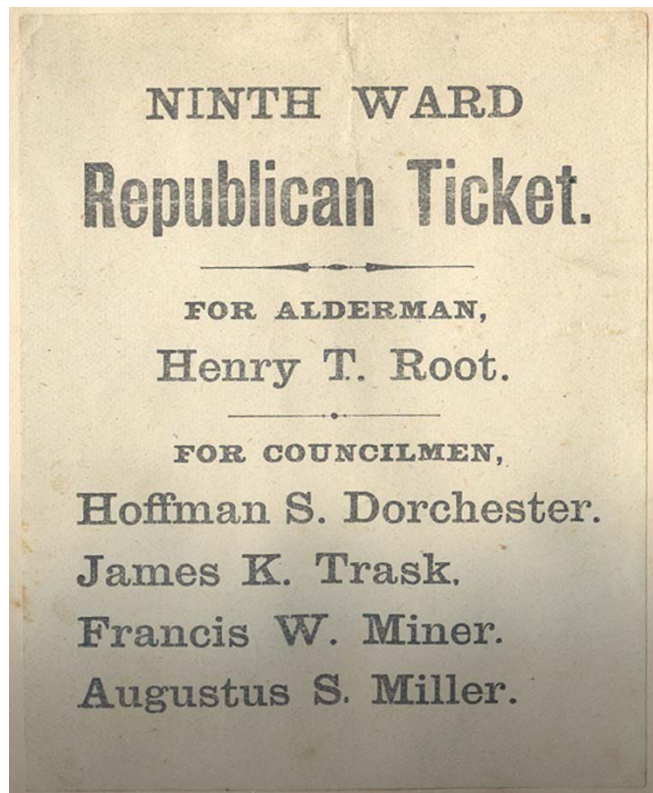 NINTH WARD
Republican Ticket.
FOR ALDERMAN,
Henry T. Root.
FOR COUNCILMEN,
Hoffman S. Dorchester.
James K. Trask.
Francis W. Miner.
Augustus S. Miller.